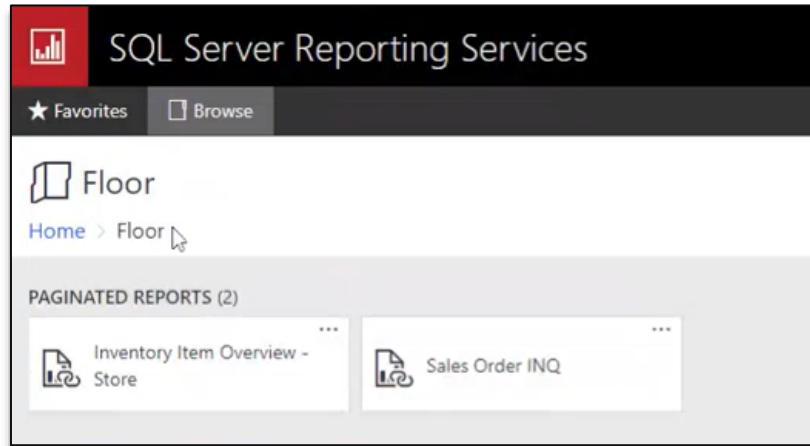 SQL Server Reporting Services
Favorites
Browse
Floor
Home > Floor
PAGINATED REPORTS (2)
Inventory Item Overview -
Store
Sales Order INQ